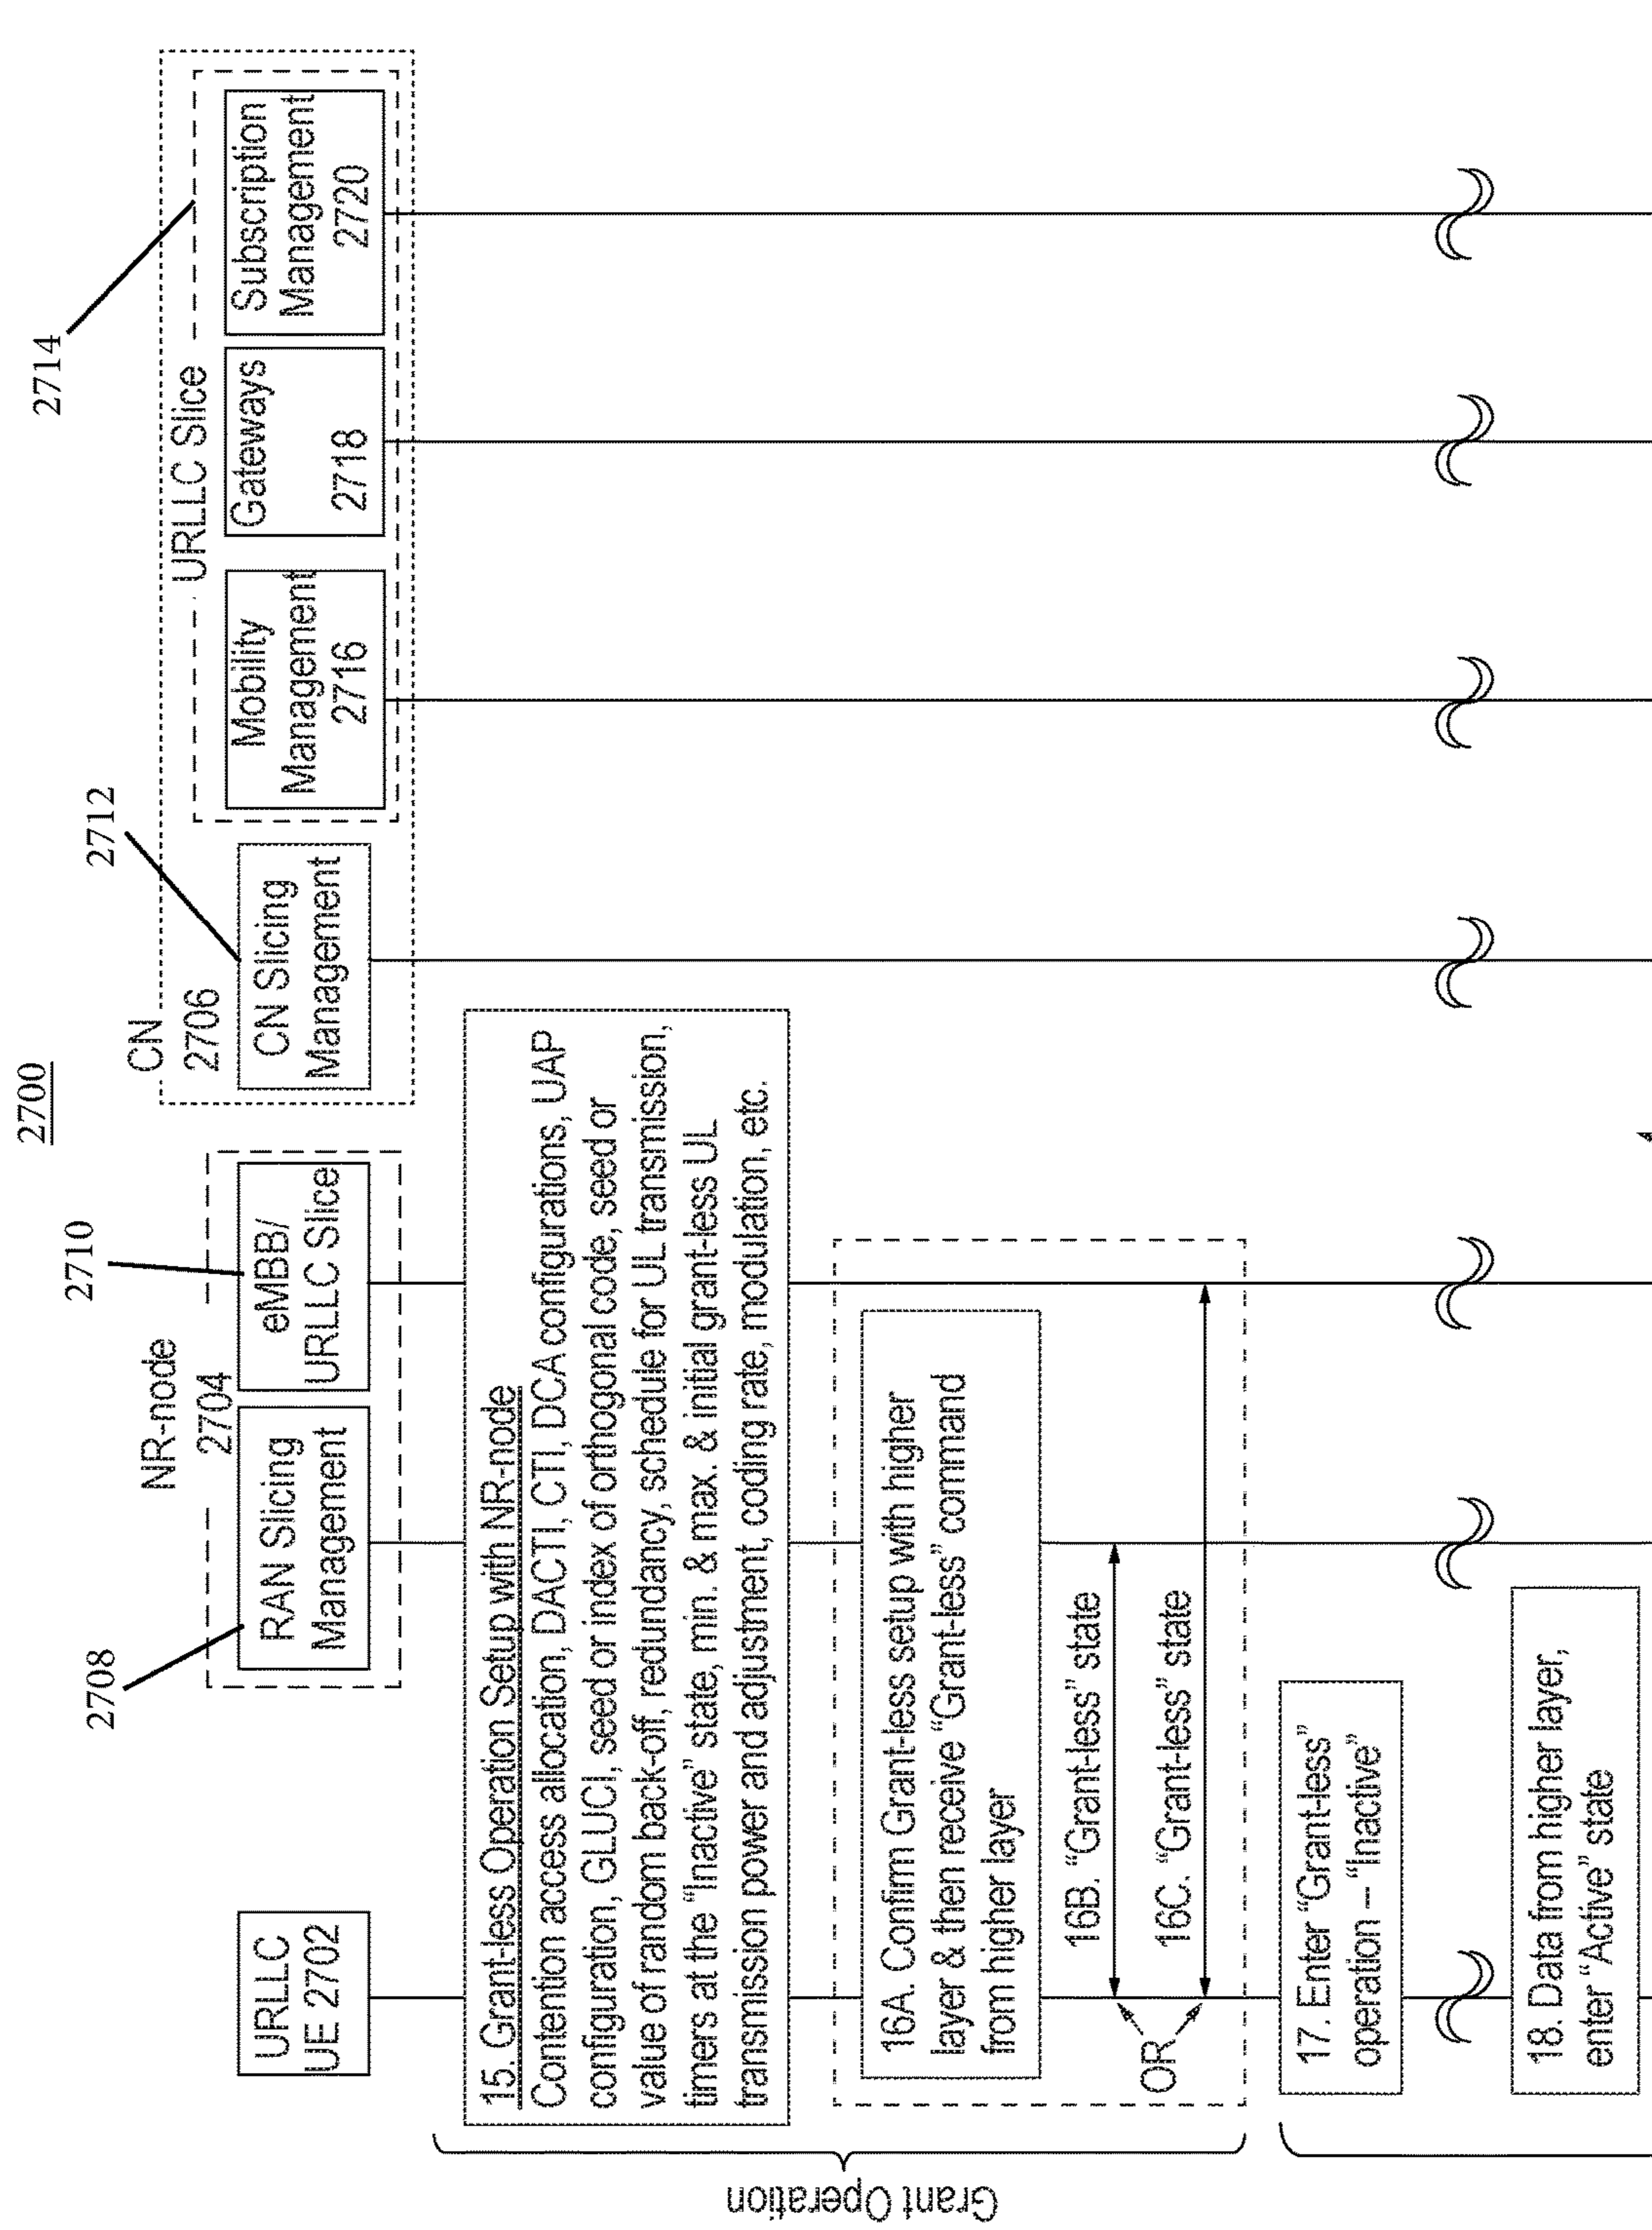 2700
2702
URLLC
UE 2702
NR-node
2704
2708
RAN Slicing
Management
2710
eMBB/
URLLC Slice
CN
2706
2712
CN Slicing
Management
2714
URLLC Slice
Mobility
Management
2716
Gateways
2718
Subscription
Management
2720
Grant Operation
15. Grant-less Operation Setup with NR-node
Contention access allocation, DACTI, CTI, DCA configurations, UAP
configuration, GLUCI, seed or index of orthogonal code, seed or
value of random back-off, redundancy, schedule for UL transmission,
timers at the “Inactive” state, min. & max. & initial grant-less UL
transmission power and adjustment, coding rate, modulation, etc.
16A. Confirm Grant-less setup with higher
layer & then receive “Grant-less” command
from higher layer
16B. “Grant-less” state
OR
16C. “Grant-less” state
17. Enter “Grant-less”
operation – “Inactive”
18. Data from higher layer,
enter “Active” state